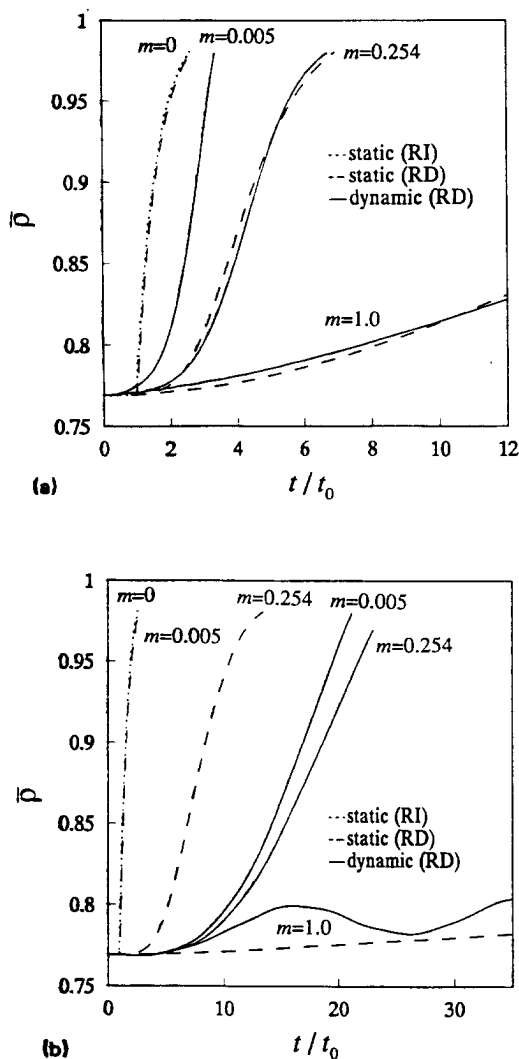 1
m=0
m=0.005
m=0.254
0.95
static (RI)
0.9
static (RD)
dynamic (RD)
ρ̅
0.85
m=1.0
0.8
0.75
0 2 4 6 8 10 12
(a)
t / t₀
1
m=0
m=0.254
m=0.005
m=0.005
m=0.254
0.95
0.9
ρ̅
static (RI)
0.85
static (RD)
dynamic (RD)
0.8
m=1.0
0.75
0 10 20 30
(b)
t / t₀